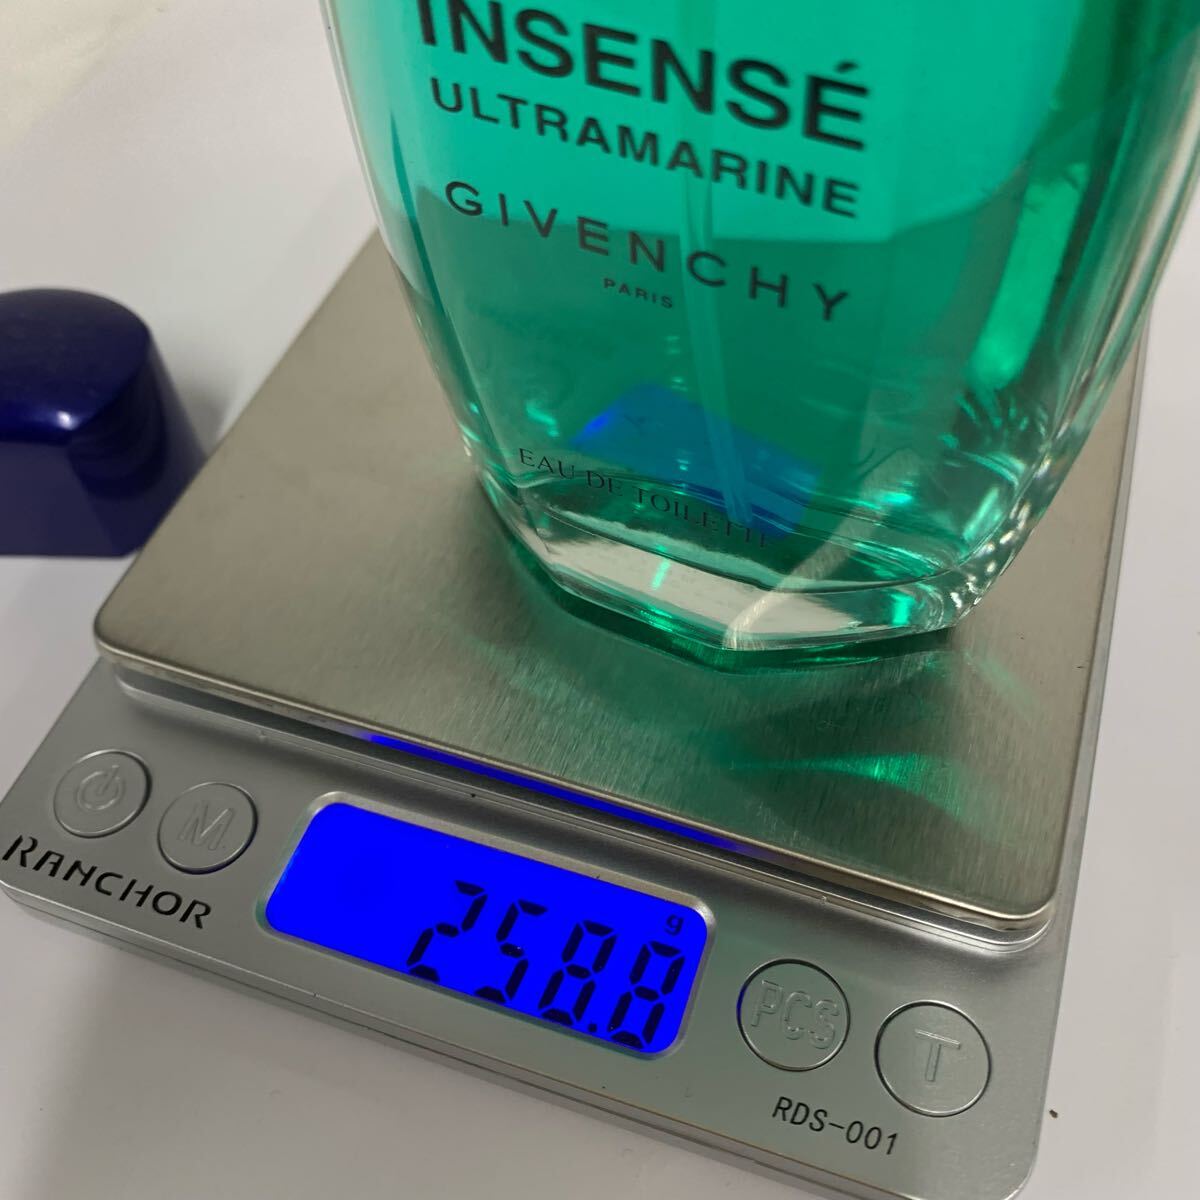 INSENSÉ
ULTRAMARINE
GIVENCHY
PARIS
EAU DE TOILETTE
M
RANCHOR
258.8 g
PCS
T
RDS-001